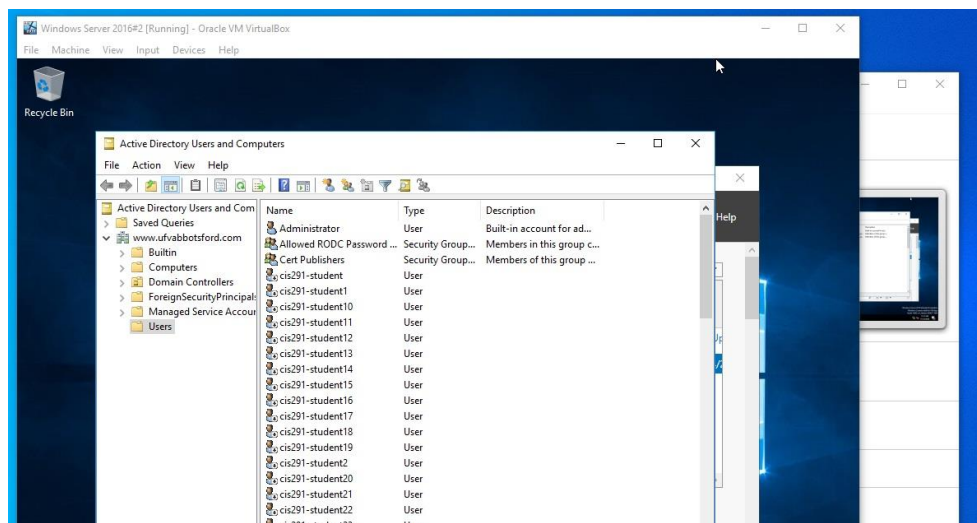 Windows Server 2016#2 [Running] - Oracle VM VirtualBox
File Machine View Input Devices Help
Recycle Bin
Active Directory Users and Computers
File Action View Help
Help
Active Directory Users and Com
Saved Queries
www.ufvabbotsford.com
Builtin
Computers
Domain Controllers
ForeignSecurityPrincipals
Managed Service Accour
Users
Name Type Description
Administrator User Built-in account for ad...
Allowed RODC Password ... Security Group... Members in this group c...
Cert Publishers Security Group... Members of this group ...
cis291-student User
cis291-student1 User
cis291-student10 User
cis291-student11 User
cis291-student12 User
cis291-student13 User
cis291-student14 User
cis291-student15 User
cis291-student16 User
cis291-student17 User
cis291-student18 User
cis291-student19 User
cis291-student2 User
cis291-student20 User
cis291-student21 User
cis291-student22 User